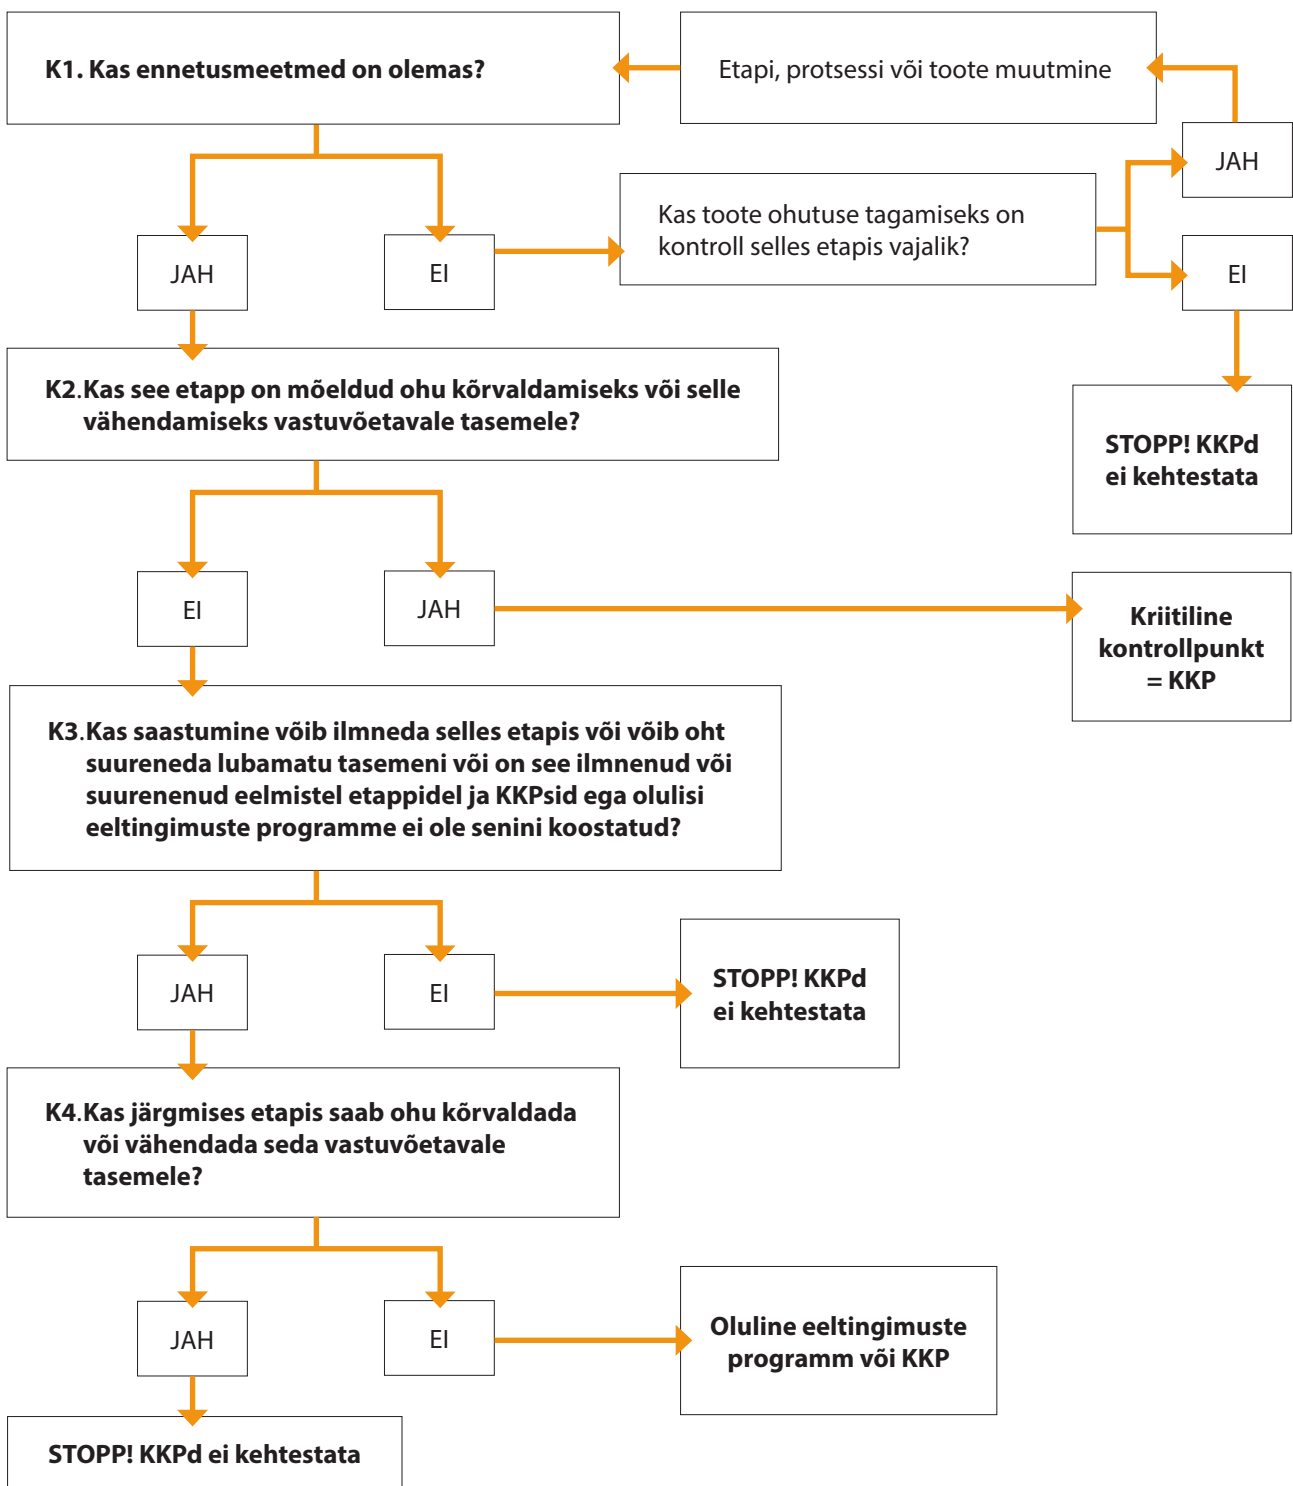 K1. Kas ennetusmeetmed on olemas?
Etapi, protsessi või toote muutmine
JAH
Kas toote ohutuse tagamiseks on
kontroll selles etapis vajalik?
JAH
EI
EI
K2.Kas see etapp on mõeldud ohu kõrvaldamiseks või selle
vähendamiseks vastuvõetavale tasemele?
STOPP! KKPd
ei kehtestata
EI
JAH
Kriitiline
kontrollpunkt
= KKP
K3.Kas saastumine võib ilmneda selles etapis või võib oht
suureneda lubamatu tasemeni või on see ilmnenud või
suurenenud eelmistel etappidel ja KKPsid ega olulisi
eeltingimuste programme ei ole senini koostatud?
JAH
EI
STOPP! KKPd
ei kehtestata
K4.Kas järgmises etapis saab ohu kõrvaldada
või vähendada seda vastuvõetavale
tasemele?
JAH
EI
Oluline eeltingimuste
programm või KKP
STOPP! KKPd ei kehtestata